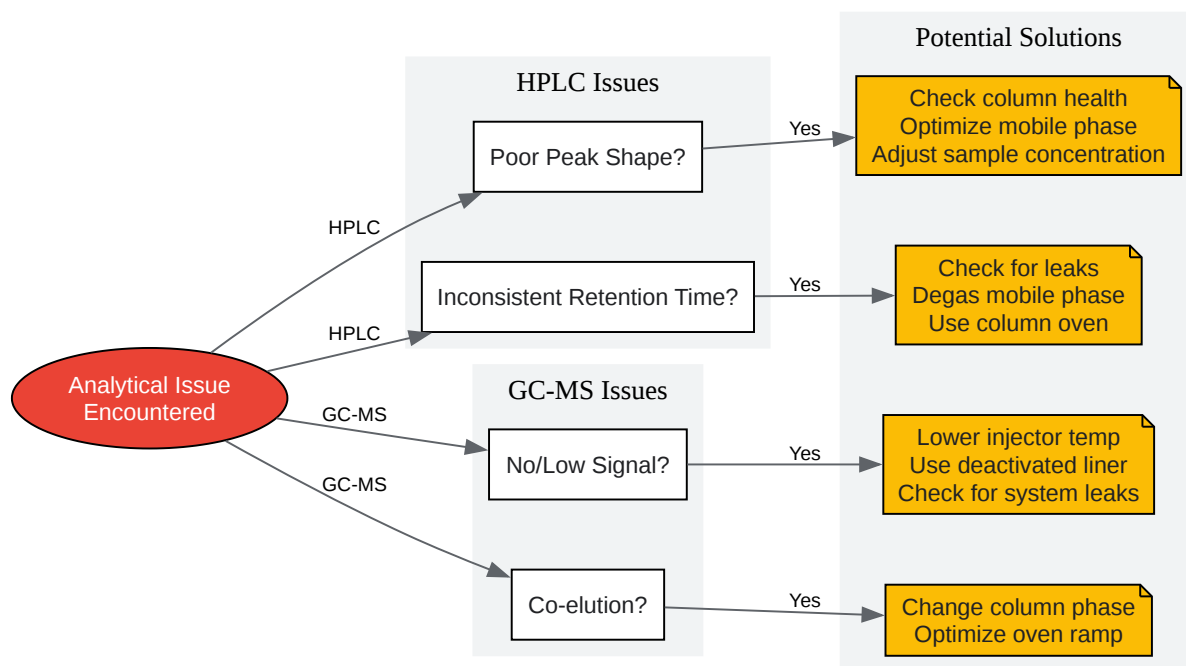 Potential Solutions
HPLC Issues
Check column health
Optimize mobile phase
Adjust sample concentration
Yes
Poor Peak Shape?
HPLC
Check for leaks
Degas mobile phase
Use column oven
Yes
Inconsistent Retention Time?
HPLC
Analytical Issue
Encountered
GC-MS Issues
GC-MS
No/Low Signal?
Yes
Lower injector temp
Use deactivated liner
Check for system leaks
GC-MS
Co-elution?
Yes
Change column phase
Optimize oven ramp